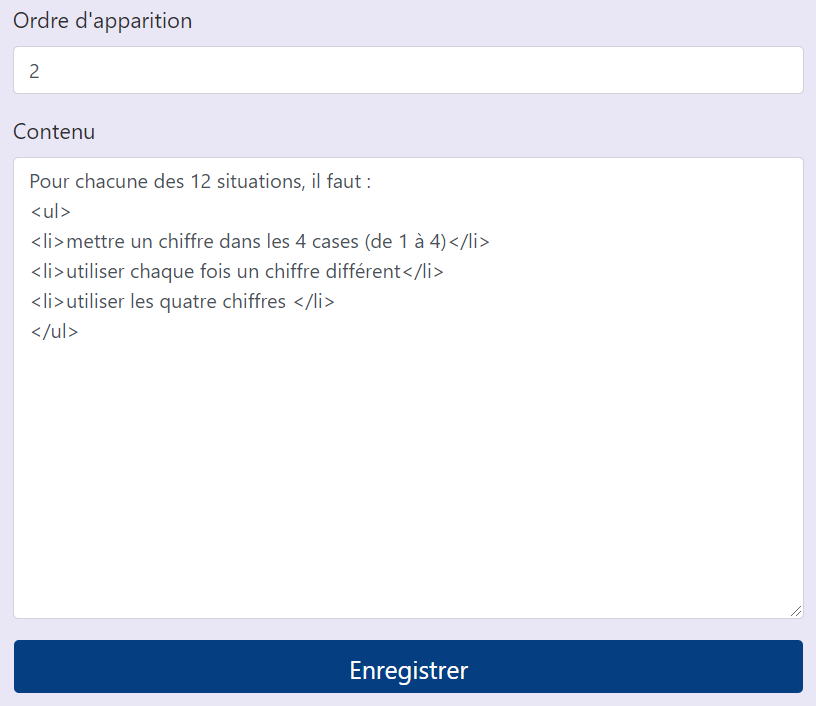 Ordre d'apparition
2
Contenu
Pour chacune des 12 situations, il faut :
<ul>
<li>mettre un chiffre dans les 4 cases (de 1 à 4)</li>
<li>utiliser chaque fois un chiffre différent</li>
<li>utiliser les quatre chiffres </li>
</ul>
Enregistrer